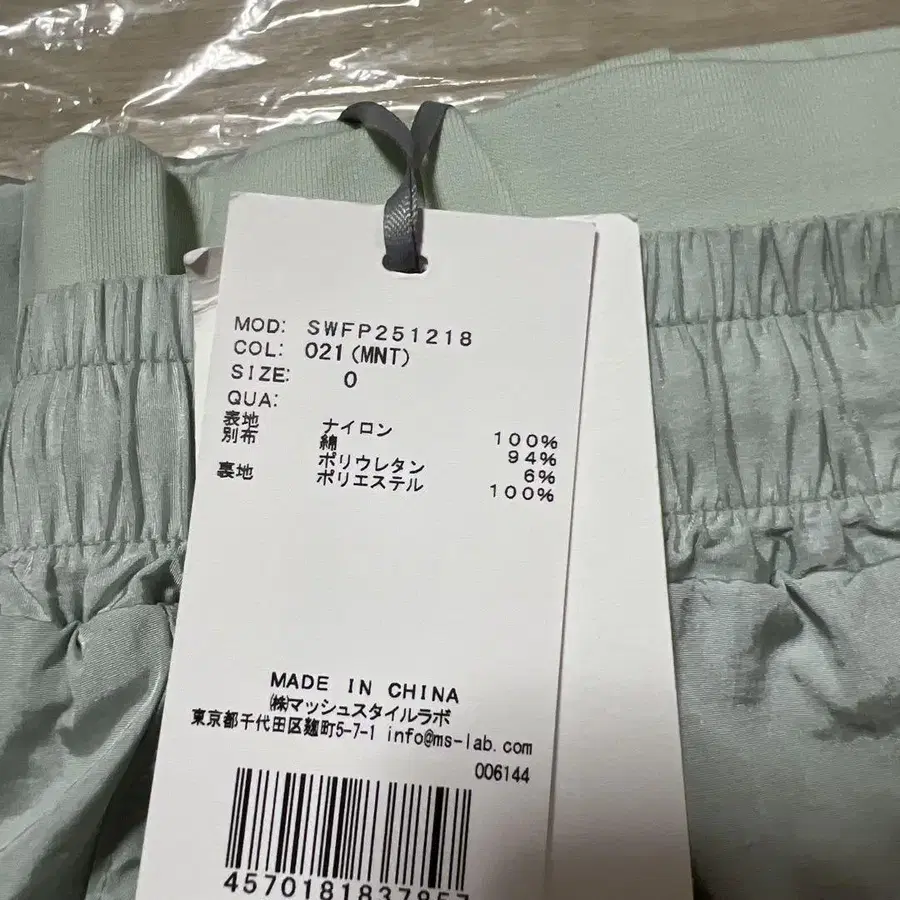 MOD: SWFP251218
COL: 021(MNT)
SIZE: 0
QUA:
表地 ナイロン 100%
別布 綿 94%
ポリウレタン 6%
裏地 ポリエステル 100%
MADE IN CHINA
㈱マッシュスタイルラボ
東京都千代田区麹町5-7-1 info@ms-lab.com
006144
4570181837857